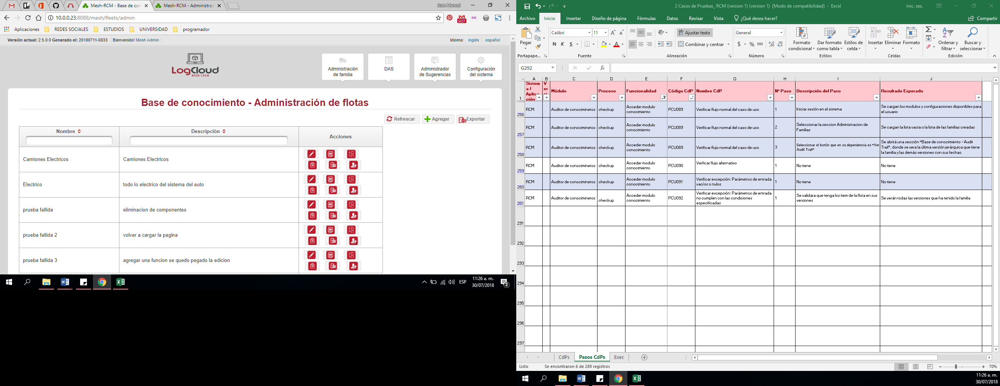 Mesh-RCM - Base de con
Mesh-RCM - Administrad
Jose Manuel
10.0.0.23:8088/mesh/fleets/admin
5237
Aplicaciones
REDES SOCIALES
ESTUDIOS
UNIVERSIDAD
programador
Versión actual: 2.5.0.0 Generado el: 20180711-0833
Bienvenido! Mesh Admin
Idioma: inglés español
LogCloud
MESH LRCM
Administración
de familia
DAS
Administrador
de Sugerencias
Configuración
del sistema
Base de conocimiento - Administración de flotas
Refrescar
Agregar
Exportar
Nombre
Descripción
Acciones
Camiones Electricos
Camiones Electricos
Electrico
todo lo electrico del sistema del auto
prueba fallida
eliminacion de componentes
prueba fallida 2
volver a cargar la pagina
prueba fallida 3
agregar una funcion se quedo pegado la edicion
ESP
11:26 a. m.
30/07/2018
2
2 Casos de Pruebas_ RCM (version 1) (version 1) [Modo de compatibilidad] - Excel
Inic. ses.
Archivo
Inicio
Insertar
Diseño de página
Fórmulas
Datos
Revisar
Vista
¿Qué desea hacer?
Compartir
Pegar
Calibri
11
N K S
Ajustar texto
Combinar y centrar
General
$ % 000
Formato
condicional
Dar formato
como tabla
Estilos de
celda
Insertar
Eliminar
Formato
Ordenar y
filtrar
Buscar y
seleccionar
Portapape...
Fuente
Alineación
Número
Estilos
Celdas
Edición
G292
fx
A B C D E F G H I J
1
Sistem
a /
Aplica
ción
V
er
Módulo
Proceso
Funcionalidad
Código CdP
Nombre CdP
N° Paso
Descripción del Paso
Resultado Esperado
256
RCM
Auditor de conociminetos
checkup
Acceder modulo
conocimiento
PCU089
Verificar flujo normal del caso de uso
1
Iniciar sesión en el sistema
Se cargan los modulos y configuraciones disponibles para
el usuario
257
RCM
Auditor de conociminetos
checkup
Acceder modulo
conocimiento
PCU089
Verificar flujo normal del caso de uso
2
Seleccionar la seccion Administracion de
Familias
Se cargan la lista vacia o la lista de las familias creadas
258
RCM
Auditor de conociminetos
checkup
Acceder modulo
conocimiento
PCU089
Verificar flujo normal del caso de uso
3
Seleccionar el botón que en su dependencia es “Ver
Audit Trail”
Se abrirá una sección “Base de conocimiento - Audit
Trail”, donde se vera la última versión jerárquica que tiene
la familia y las demás versiones con sus fechas.
259
RCM
Auditor de conociminetos
checkup
Acceder modulo
conocimiento
PCU090
Verficar flujo alternativo
1
No tiene
No tiene
260
RCM
Auditor de conociminetos
checkup
Acceder modulo
conocimiento
PCU091
Verificar excepción: Parámetros de entrada
vacíos o nulos
1
No tiene
No tiene
261
RCM
Auditor de conociminetos
checkup
Acceder modulo
conocimiento
PCU092
Verificar excepción: Parámetros de entrada
no cumplen con las condiciones
especificadas
1
Se validara que tenga los item de la flota en sus
versiones
Se verán todas las versiones que ha tenido la familia
291
292
293
294
295
296
297
CdPs
Pasos CdPs
Exec
Listo
Se encontraron 6 de 289 registros
70%
11:26 a. m.
30/07/2018